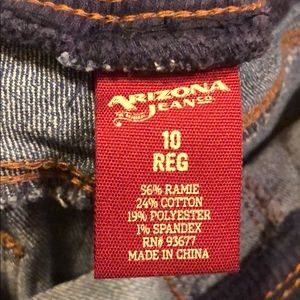 ARIZONA
JEAN CO.
10
REG
56% RAMIE
24% COTTON
19% POLYESTER
1% SPANDEX
RN# 93677
MADE IN CHINA